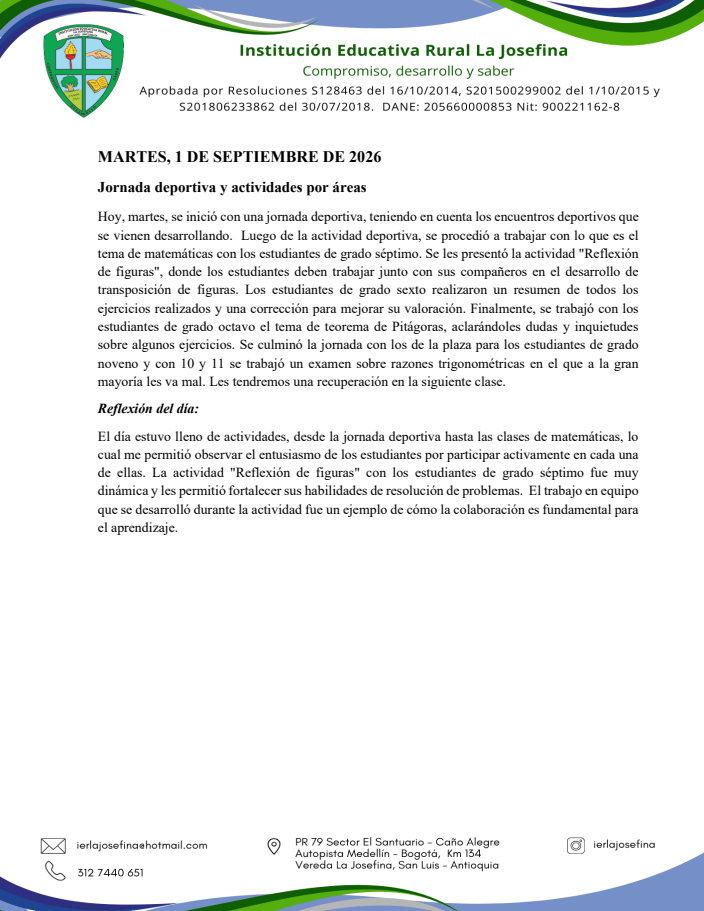 Institución Educativa Rural La Josefina
Compromiso, desarrollo y saber
Aprobada por Resoluciones S128463 del 16/10/2014, S201500299002 del 1/10/2015 y
S201806233862 del 30/07/2018. DANE: 205660000853 Nit: 900221162-8
MARTES, 1 DE SEPTIEMBRE DE 2026
Jornada deportiva y actividades por áreas
Hoy, martes, se inició con una jornada deportiva, teniendo en cuenta los encuentros deportivos que
se vienen desarrollando. Luego de la actividad deportiva, se procedió a trabajar con lo que es el
tema de matemáticas con los estudiantes de grado séptimo. Se les presentó la actividad "Reflexión
de figuras", donde los estudiantes deben trabajar junto con sus compañeros en el desarrollo de
transposición de figuras. Los estudiantes de grado sexto realizaron un resumen de todos los
ejercicios realizados y una corrección para mejorar su valoración. Finalmente, se trabajó con los
estudiantes de grado octavo el tema de teorema de Pitágoras, aclarándoles dudas y inquietudes
sobre algunos ejercicios. Se culminó la jornada con los de la plaza para los estudiantes de grado
noveno y con 10 y 11 se trabajó un examen sobre razones trigonométricas en el que a la gran
mayoría les va mal. Les tendremos una recuperación en la siguiente clase.
Reflexión del día:
El día estuvo lleno de actividades, desde la jornada deportiva hasta las clases de matemáticas, lo
cual me permitió observar el entusiasmo de los estudiantes por participar activamente en cada una
de ellas. La actividad "Reflexión de figuras" con los estudiantes de grado séptimo fue muy
dinámica y les permitió fortalecer sus habilidades de resolución de problemas. El trabajo en equipo
que se desarrolló durante la actividad fue un ejemplo de cómo la colaboración es fundamental para
el aprendizaje.
ierlajosefina@hotmail.com
312 7440 651
PR 79 Sector El Santuario - Caño Alegre
Autopista Medellín - Bogotá, Km 134
Vereda La Josefina, San Luis - Antioquia
ierlajosefina